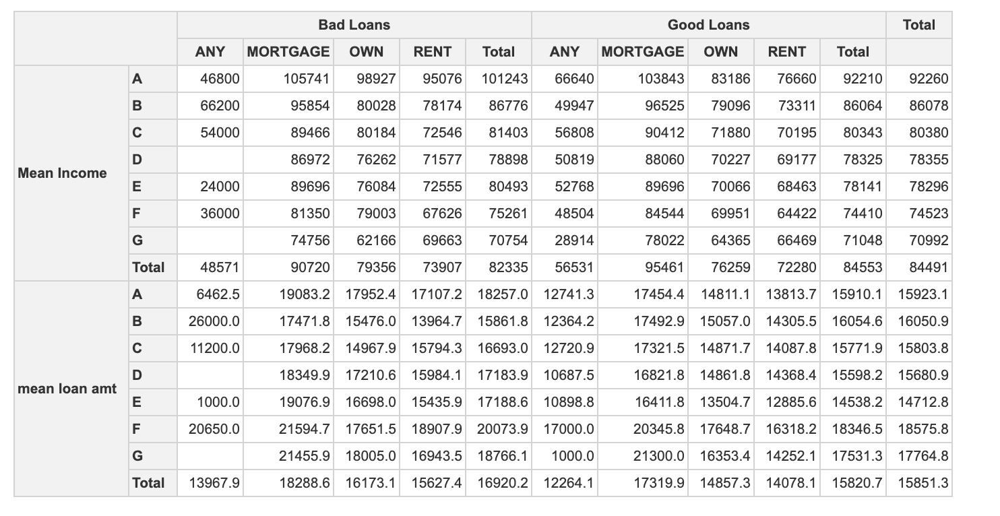 Bad Loans Good Loans Total
ANY MORTGAGE OWN RENT Total ANY MORTGAGE OWN RENT Total
A 46800 105741 98927 95076 101243 66640 103843 83186 76660 92210 92260
B 66200 95854 80028 78174 86776 49947 96525 79096 73311 86064 86078
C 54000 89466 80184 72546 81403 56808 90412 71880 70195 80343 80380
D 86972 76262 71577 78898 50819 88060 70227 69177 78325 78355
Mean Income
E 24000 89696 76084 72555 80493 52768 89696 70066 68463 78141 78296
F 36000 81350 79003 67626 75261 48504 84544 69951 64422 74410 74523
G 74756 62166 69663 70754 28914 78022 64365 66469 71048 70992
Total 48571 90720 79356 73907 82335 56531 95461 76259 72280 84553 84491
A 6462.5 19083.2 17952.4 17107.2 18257.0 12741.3 17454.4 14811.1 13813.7 15910.1 15923.1
B 26000.0 17471.8 15476.0 13964.7 15861.8 12364.2 17492.9 15057.0 14305.5 16054.6 16050.9
C 11200.0 17968.2 14967.9 15794.3 16693.0 12720.9 17321.5 14871.7 14087.8 15771.9 15803.8
D 18349.9 17210.6 15984.1 17183.9 10687.5 16821.8 14861.8 14368.4 15598.2 15680.9
mean loan amt
E 1000.0 19076.9 16698.0 15435.9 17188.6 10898.8 16411.8 13504.7 12885.6 14538.2 14712.8
F 20650.0 21594.7 17651.5 18907.9 20073.9 17000.0 20345.8 17648.7 16318.2 18346.5 18575.8
G 21455.9 18005.0 16943.5 18766.1 1000.0 21300.0 16353.4 14252.1 17531.3 17764.8
Total 13967.9 18288.6 16173.1 15627.4 16920.2 12264.1 17319.9 14857.3 14078.1 15820.7 15851.3